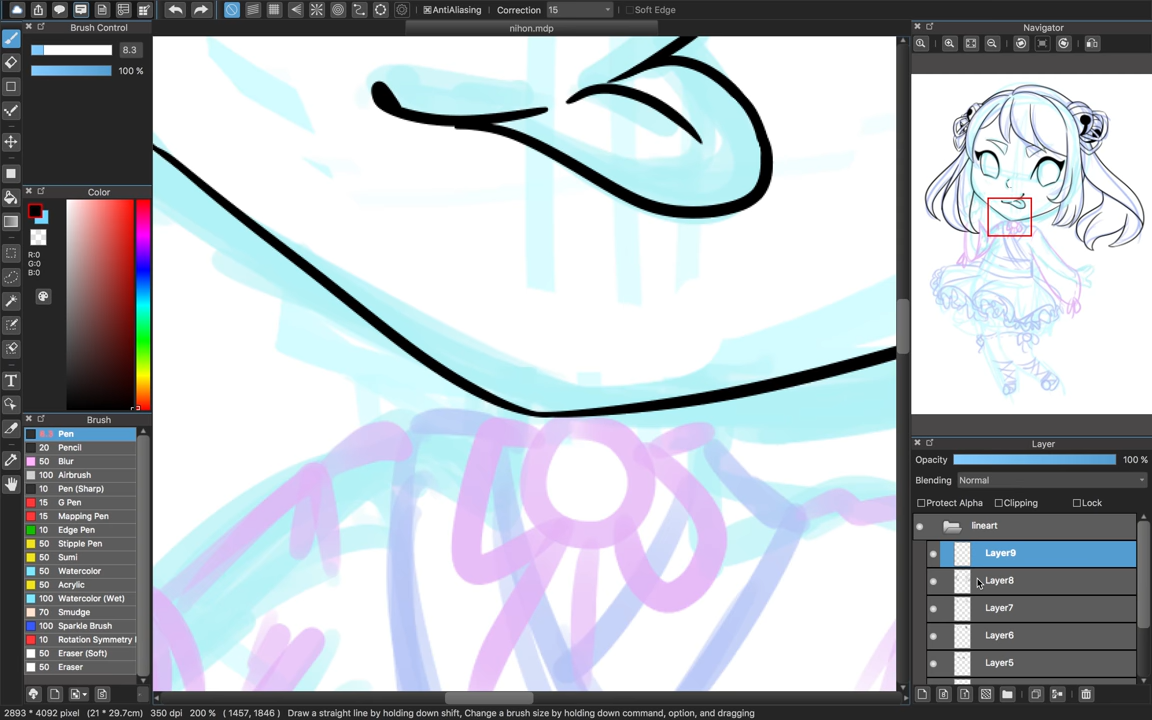 AntiAliasing Correction 15 Soft Edge
Brush Control
nihon.mdp
Navigator
8.3
100 %
Color
R:0
G:0
B:0
Brush
Pen
20 Pencil
50 Blur
100 Airbrush
10 Pen (Sharp)
15 G Pen
15 Mapping Pen
10 Edge Pen
50 Stipple Pen
50 Sumi
50 Watercolor
50 Acrylic
100 Watercolor (Wet)
70 Smudge
100 Sparkle Brush
10 Rotation Symmetry
50 Eraser (Soft)
50 Eraser
Layer
Opacity 100 %
Blending Normal
Protect Alpha Clipping Lock
lineart
Layer9
Layer8
Layer7
Layer6
Layer5
2893 * 4092 pixel (21 * 29.7cm) 350 dpi 200 % ( 1457, 1846 ) Draw a straight line by holding down shift, Change a brush size by holding down command, option, and dragging